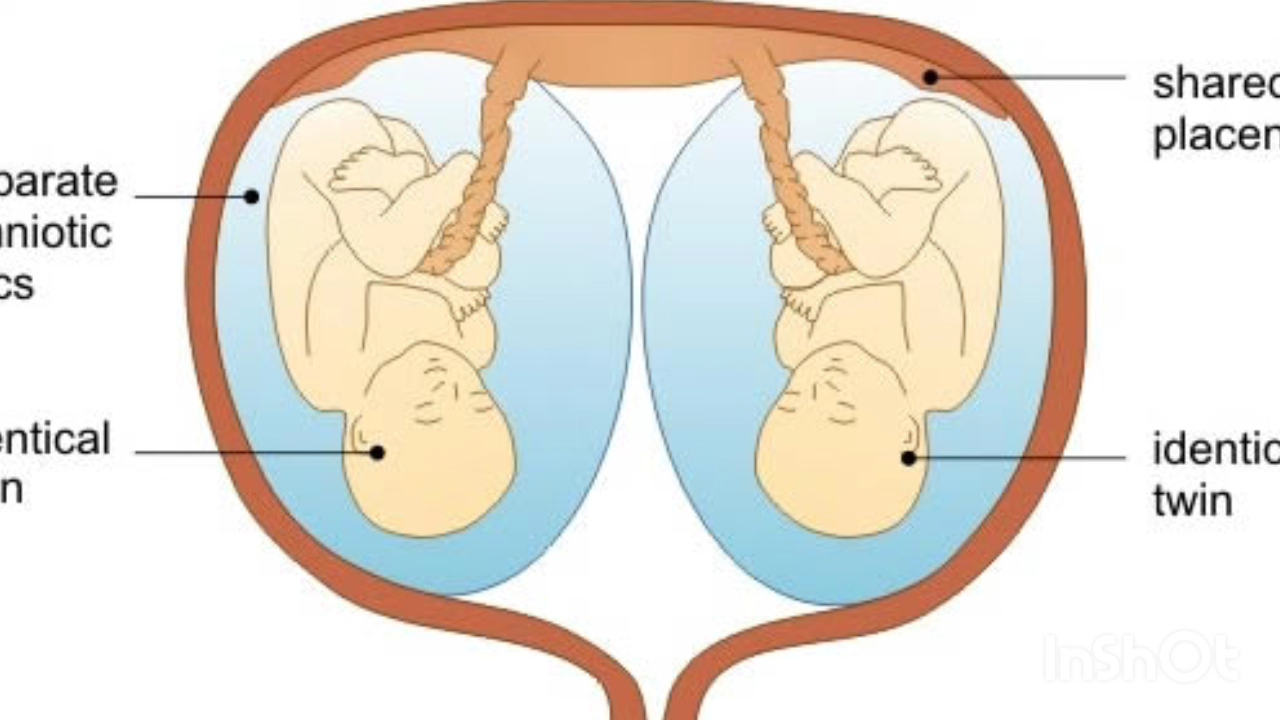 shared
placen
parate
niotic
cs
entical
n
identic
twin
InShOt